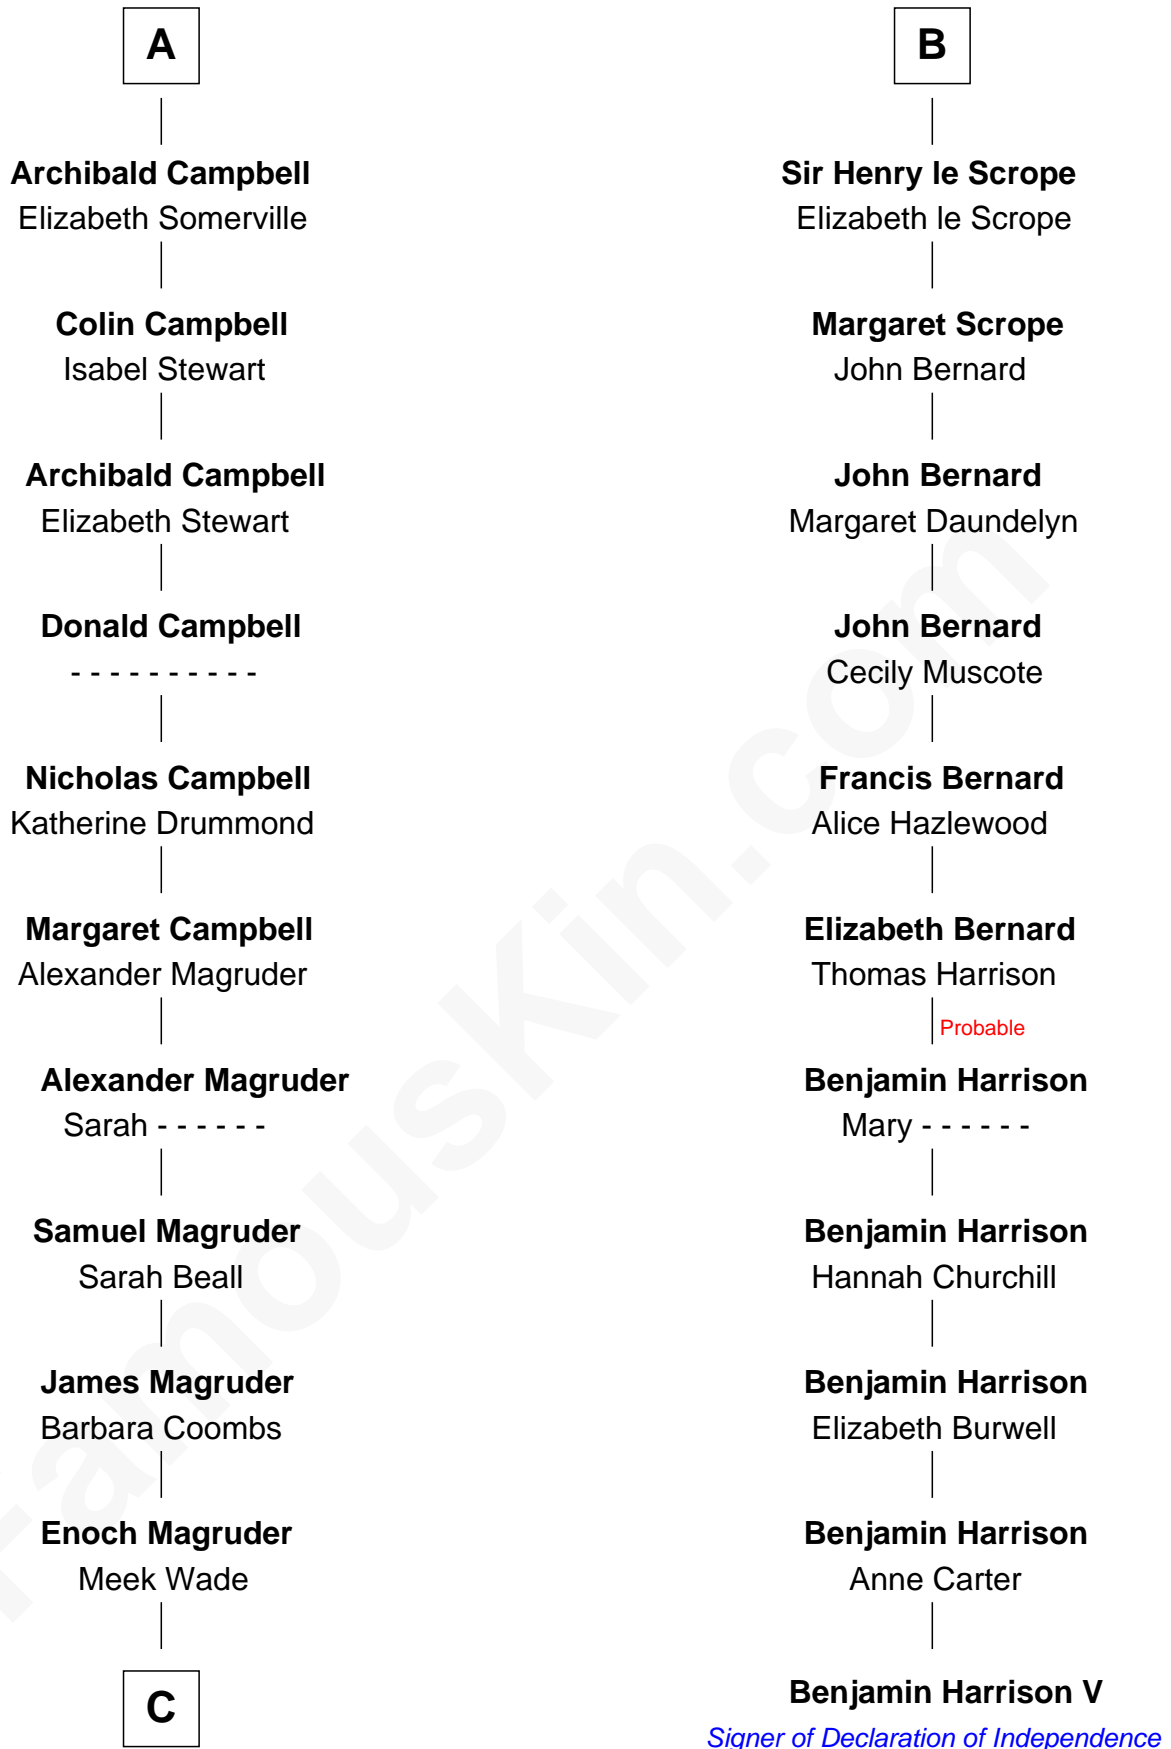 A
Archibald Campbell
Elizabeth Somerville
Colin Campbell
Isabel Stewart
Archibald Campbell
Elizabeth Stewart
Donald Campbell
- - - - - - - - - -
Nicholas Campbell
Katherine Drummond
Margaret Campbell
Alexander Magruder
Alexander Magruder
Sarah - - - - - -
Samuel Magruder
Sarah Beall
James Magruder
Barbara Coombs
Enoch Magruder
Meek Wade
C
B
Sir Henry le Scrope
Elizabeth le Scrope
Margaret Scrope
John Bernard
John Bernard
Margaret Daundelyn
John Bernard
Cecily Muscote
Francis Bernard
Alice Hazlewood
Elizabeth Bernard
Thomas Harrison
Probable
Benjamin Harrison
Mary - - - - - -
Benjamin Harrison
Hannah Churchill
Benjamin Harrison
Elizabeth Burwell
Benjamin Harrison
Anne Carter
Benjamin Harrison V
Signer of Declaration of Independence
FamousKin.com